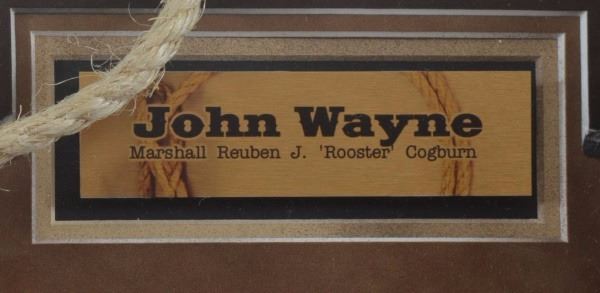 John Wayne
Marshall Reuben J. 'Rooster' Cogburn